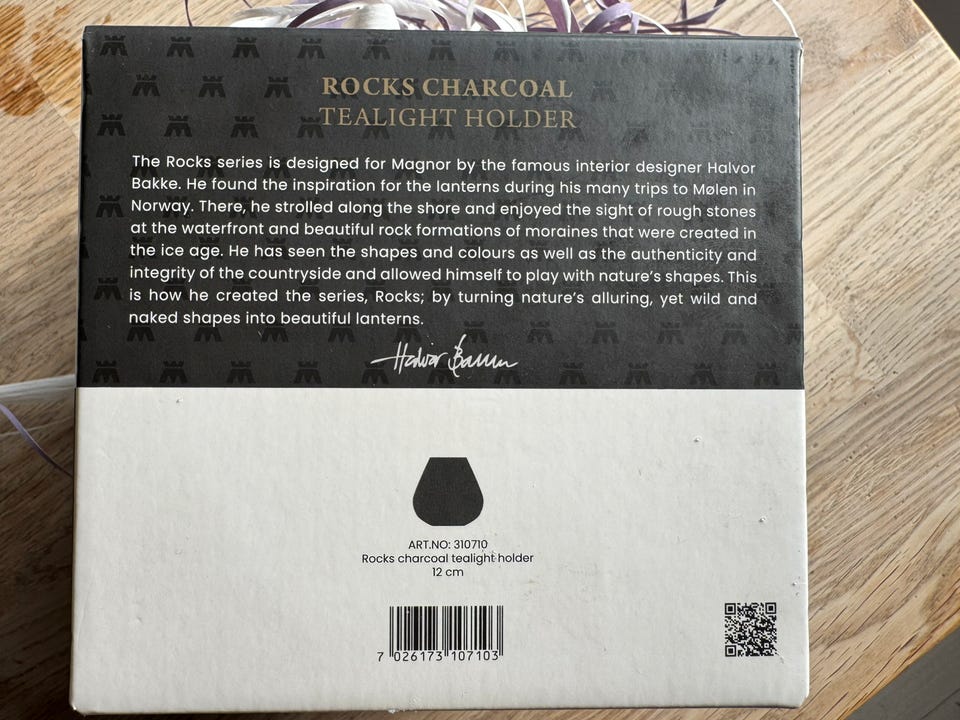 ROCKS CHARCOAL
TEALIGHT HOLDER
The Rocks series is designed for Magnor by the famous interior designer Halvor
Bakke. He found the inspiration for the lanterns during his many trips to Mølen in
Norway. There, he strolled along the shore and enjoyed the sight of rough stones
at the waterfront and beautiful rock formations of moraines that were created in
the ice age. He has seen the shapes and colours as well as the authenticity and
integrity of the countryside and allowed himself to play with nature's shapes. This
is how he created the series, Rocks; by turning nature's alluring, yet wild and
naked shapes into beautiful lanterns.
Halvor Bakke
ART.NO: 310710
Rocks charcoal tealight holder
12 cm
7 026173 107103